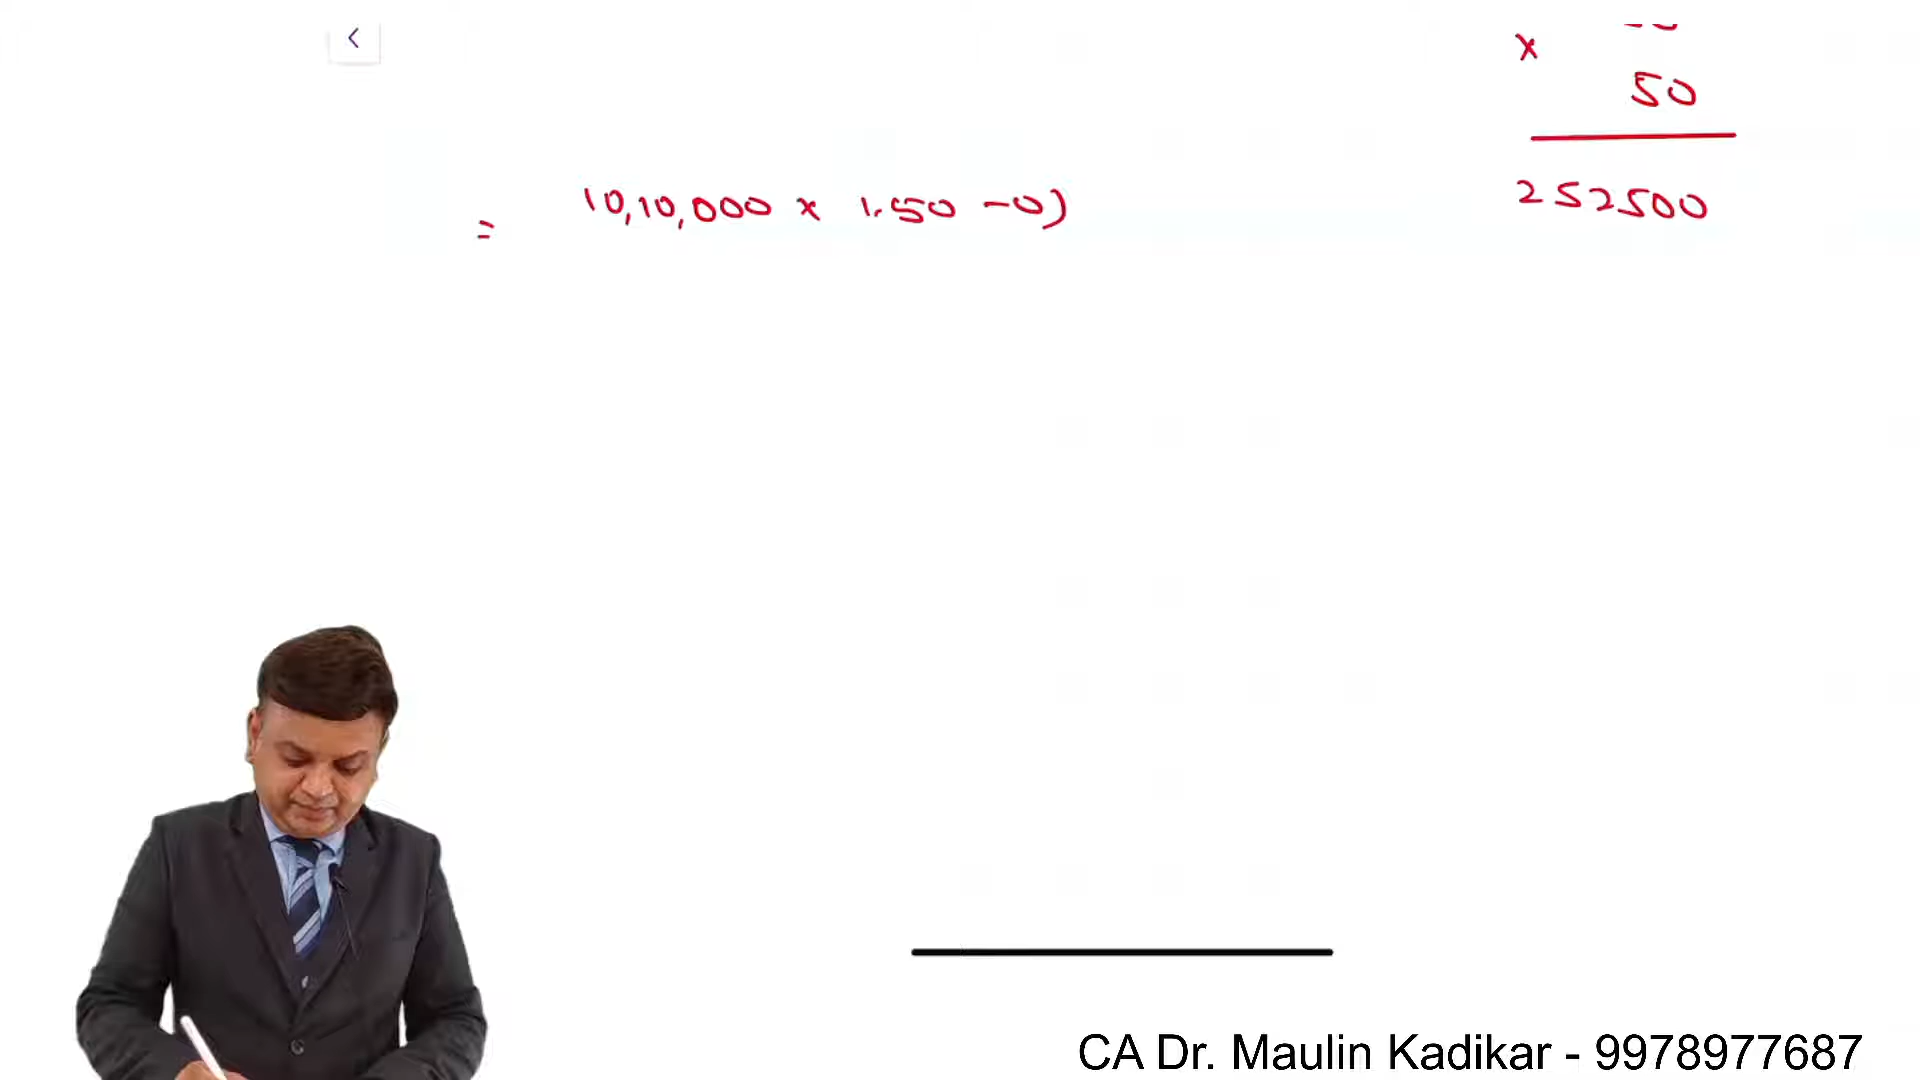 x
50
= 10,10,000 x 1.50 - 0)
252500
CA Dr. Maulin Kadikar - 9978977687